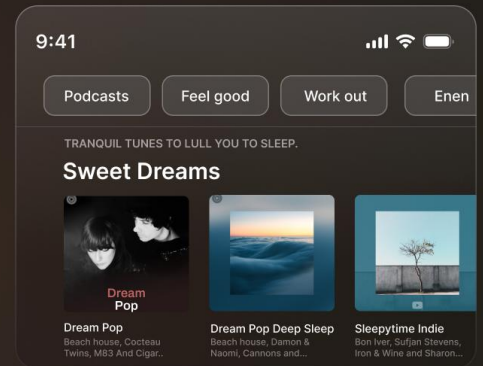 9:41
Podcasts
Feel good
Work out
Enen
TRANQUIL TUNES TO LULL YOU TO SLEEP.
Sweet Dreams
Dream
Pop
Dream Pop
Beach house, Cocteau
Twins, M83 And Cigar..
Dream Pop Deep Sleep
Beach house, Damon &
Naomi, Cannons and...
Sleepytime Indie
Bon Iver, Sufjan Stevens,
Iron & Wine and Sharon...